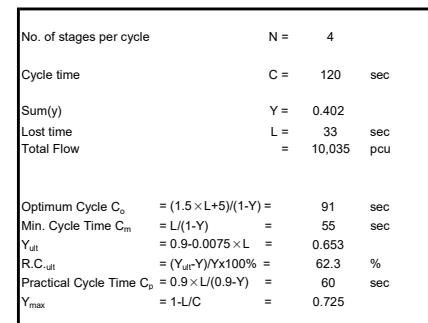 No. of stages per cycle N = 4
Cycle time C = 120 sec
Sum(y) Y = 0.402
Lost time L = 33 sec
Total Flow = 10,035 pcu
Optimum Cycle Cₒ = (1.5×L+5)/(1-Y) = 91 sec
Min. Cycle Time Cₘ = L/(1-Y) = 55 sec
Yᵤₗₜ = 0.9-0.0075×L = 0.653
R.C.ᵤₗₜ = (Yᵤₗₜ-Y)/Yx100% = 62.3 %
Practical Cycle Time Cₚ = 0.9×L/(0.9-Y) = 60 sec
Yₘₐₓ = 1-L/C = 0.725